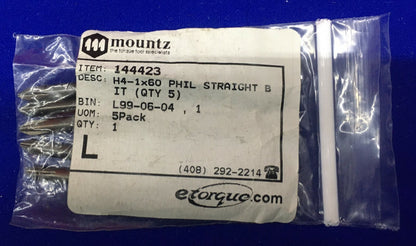 mountz
the torque tool specialists
ITEM: 144423
DESC: H4-1x60 PHIL STRAIGHT B
IT (QTY 5)
BIN: L99-06-04 , 1
UOM: 5Pack
QTY: 1
L
(408) 292-2214
etorque.com